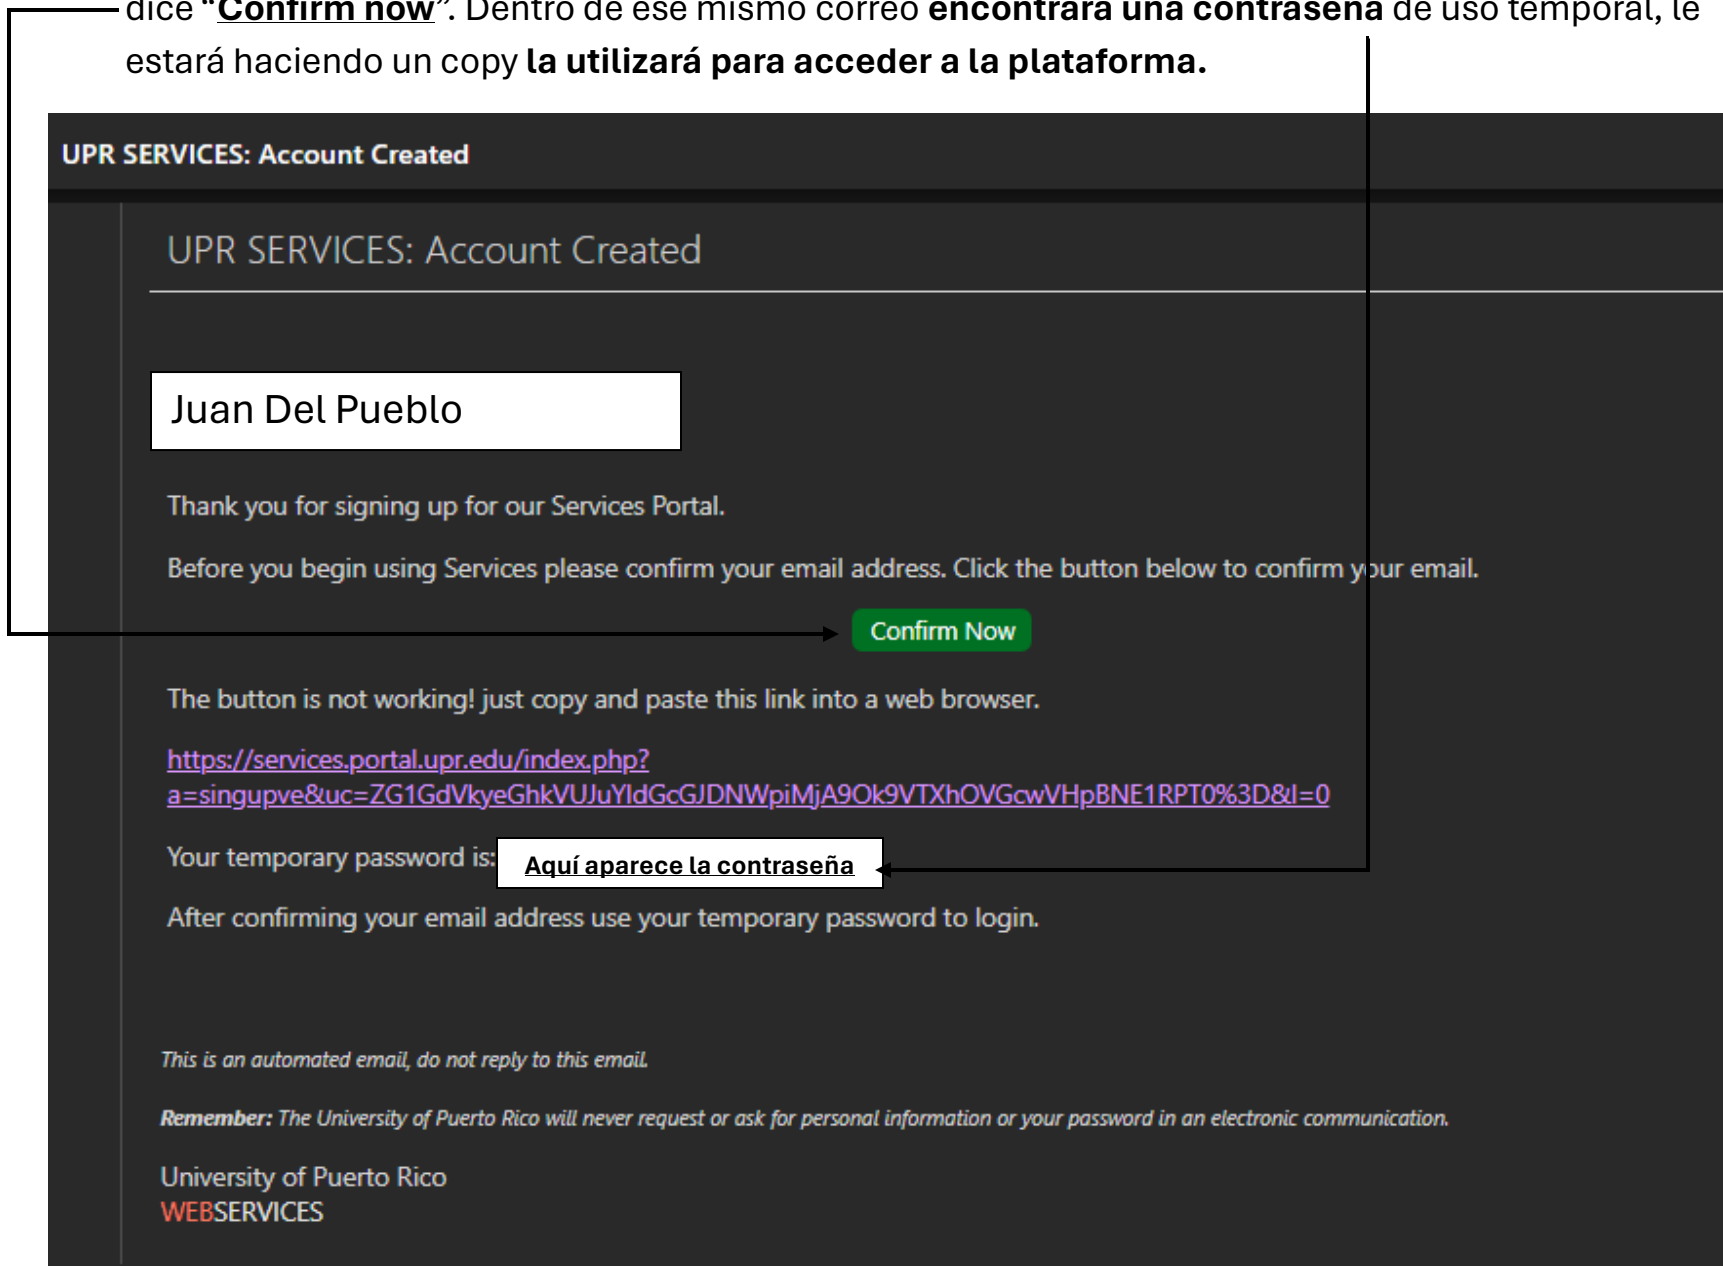 dice “Confirm now”. Dentro de ese mismo correo encontrará una contraseña de uso temporal, le
estará haciendo un copy la utilizará para acceder a la plataforma.
UPR SERVICES: Account Created
UPR SERVICES: Account Created
Juan Del Pueblo
Thank you for signing up for our Services Portal.
Before you begin using Services please confirm your email address. Click the button below to confirm your email.
Confirm Now
The button is not working! just copy and paste this link into a web browser.
https://services.portal.upr.edu/index.php?
a=singupve&uc=ZG1GdVkyeGhkVUJuYldGcGJDNWpiMjA9Ok9VTXhOVGcwVHpBNE1RPT0%3D&l=0
Your temporary password is: Aquí aparece la contraseña
After confirming your email address use your temporary password to login.
This is an automated email, do not reply to this email.
Remember: The University of Puerto Rico will never request or ask for personal information or your password in an electronic communication.
University of Puerto Rico
WEBSERVICES